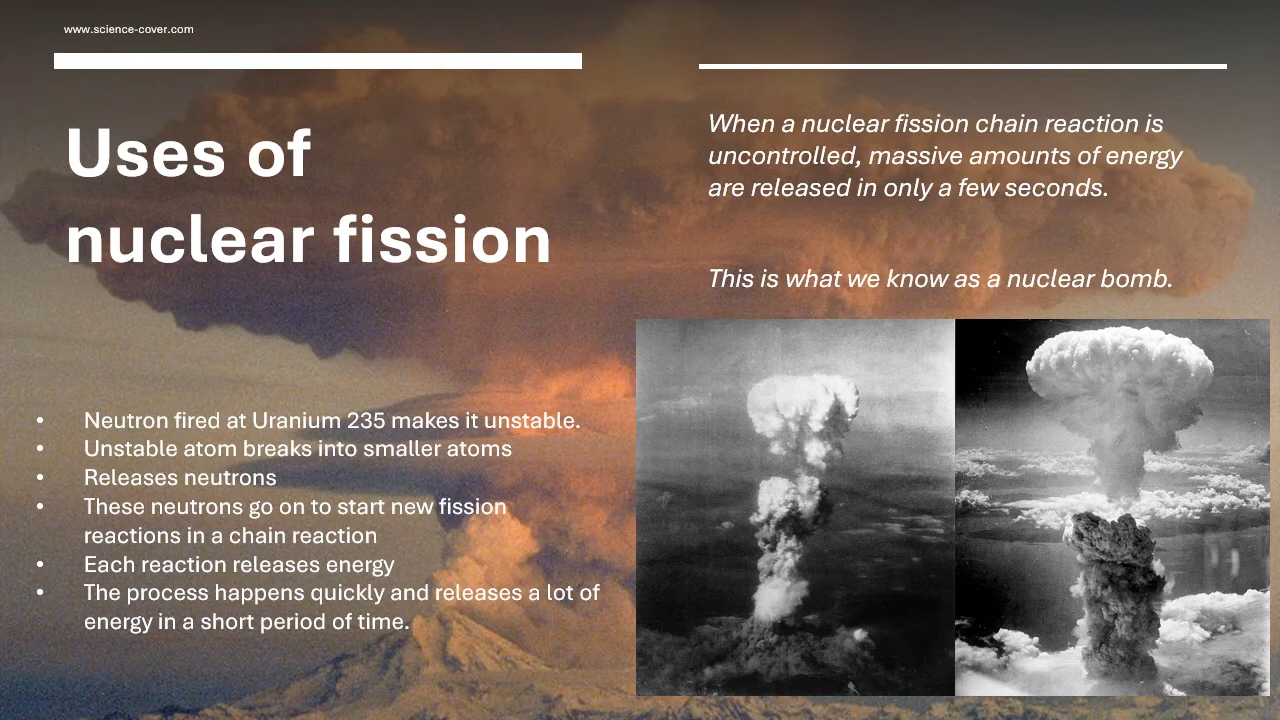 www.science-cover.com
Uses of
nuclear fission
When a nuclear fission chain reaction is
uncontrolled, massive amounts of energy
are released in only a few seconds.
This is what we know as a nuclear bomb.
• Neutron fired at Uranium 235 makes it unstable.
• Unstable atom breaks into smaller atoms
• Releases neutrons
• These neutrons go on to start new fission
reactions in a chain reaction
• Each reaction releases energy
• The process happens quickly and releases a lot of
energy in a short period of time.